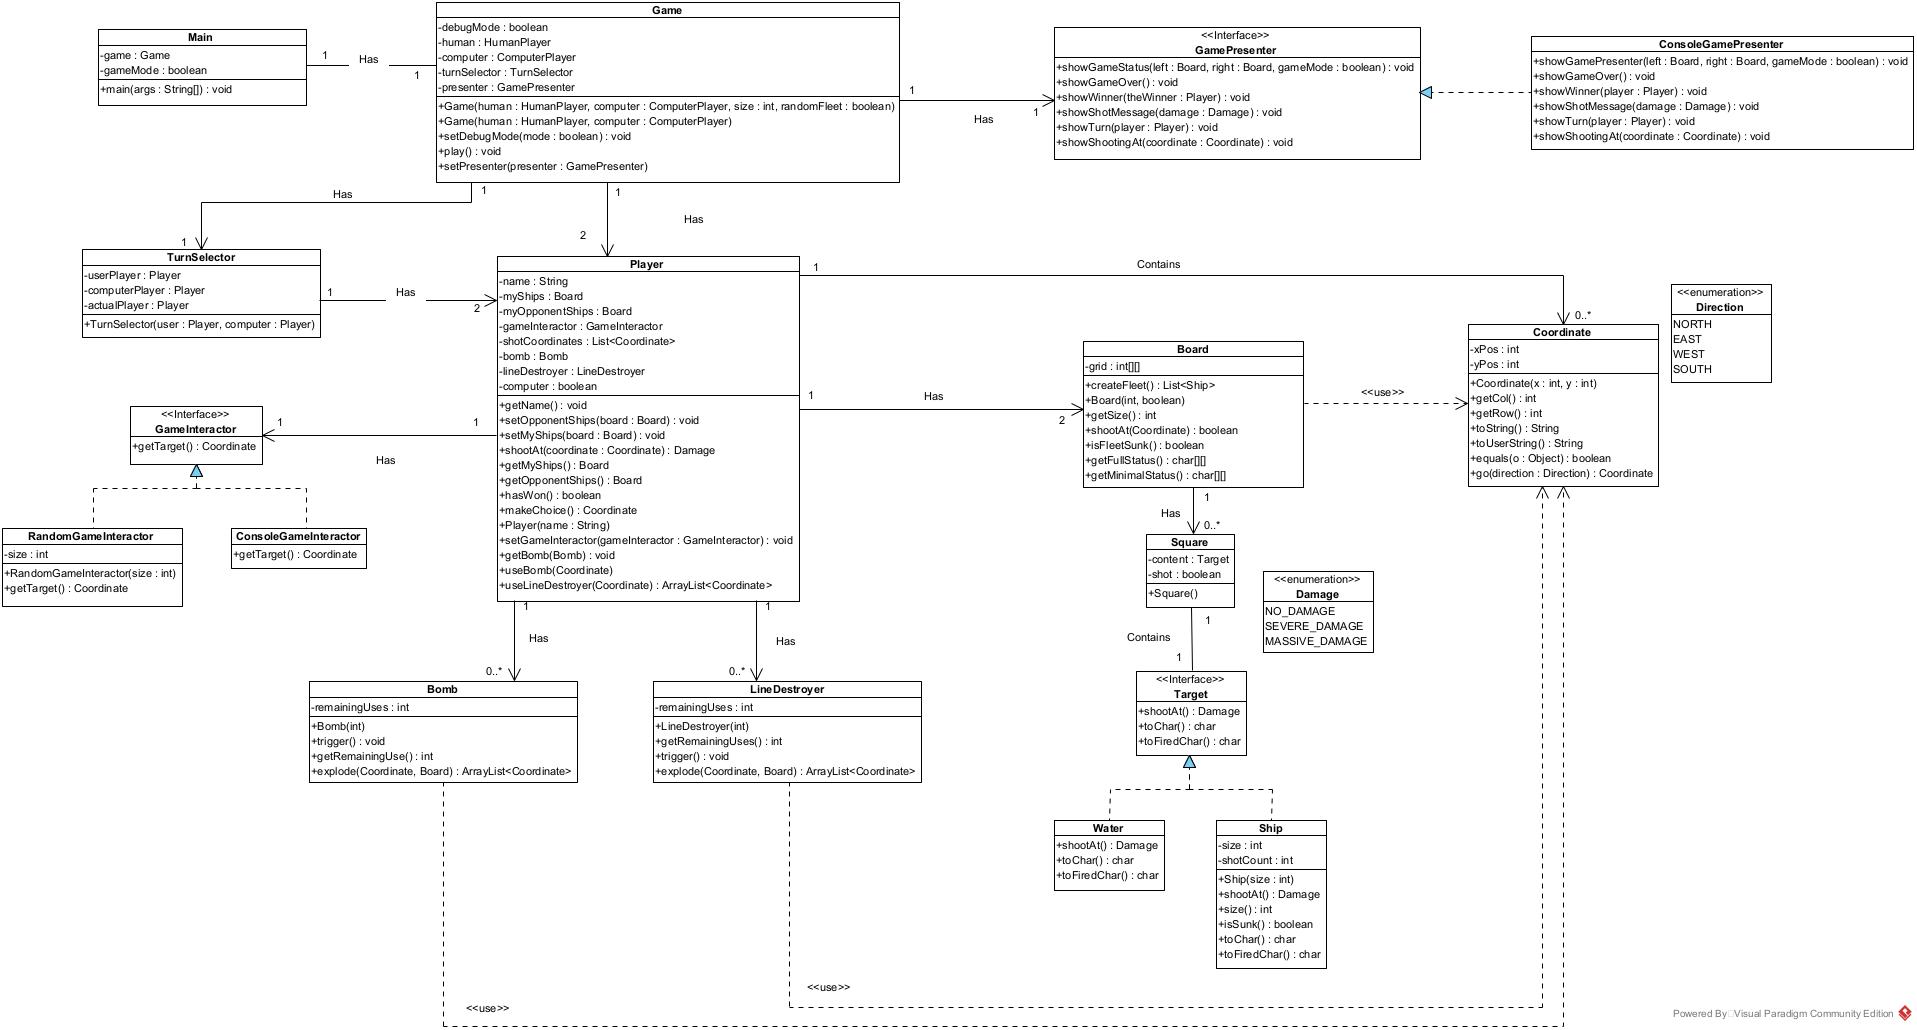 Game
-debugMode : boolean
-human : HumanPlayer
-computer : ComputerPlayer
-turnSelector : TurnSelector
-presenter : GamePresenter
+Game(human : HumanPlayer, computer : ComputerPlayer, size : int, randomFleet : boolean)
+Game(human : HumanPlayer, computer : ComputerPlayer)
+setDebugMode(mode : boolean) : void
+play() : void
+setPresenter(presenter : GamePresenter)
Main
-game : Game
-gameMode : boolean
+main(args : String[]) : void
1
Has
1
<<Interface>>
GamePresenter
+showGameStatus(left : Board, right : Board, gameMode : boolean) : void
+showGameOver() : void
+showWinner(theWinner : Player) : void
+showShotMessage(damage : Damage) : void
+showTurn(player : Player) : void
+showShootingAt(coordinate : Coordinate) : void
1
Has
1
ConsoleGamePresenter
+showGamePresenter(left : Board, right : Board, gameMode : boolean) : void
+showGameOver() : void
+showWinner(player : Player) : void
+showShotMessage(damage : Damage) : void
+showTurn(player : Player) : void
+showShootingAt(coordinate : Coordinate) : void
1
Has
1
1
Has
2
TurnSelector
-userPlayer : Player
-computerPlayer : Player
-actualPlayer : Player
+TurnSelector(user : Player, computer : Player)
1
Has
2
Player
-name : String
-myShips : Board
-myOpponentShips : Board
-gameInteractor : GameInteractor
-shotCoordinates : List<Coordinate>
-bomb : Bomb
-lineDestroyer : LineDestroyer
-computer : boolean
+getName() : void
+setOpponentShips(board : Board) : void
+setMyShips(board : Board) : void
+shootAt(coordinate : Coordinate) : Damage
+getMyShips() : Board
+getOpponentShips() : Board
+hasWon() : boolean
+makeChoice() : Coordinate
+Player(name : String)
+setGameInteractor(gameInteractor : GameInteractor) : void
+getBomb(Bomb) : void
+useBomb(Coordinate)
+useLineDestroyer(Coordinate) : ArrayList<Coordinate>
1
Contains
0..*
<<enumeration>>
Direction
NORTH
EAST
WEST
SOUTH
Coordinate
-xPos : int
-yPos : int
+Coordinate(x : int, y : int)
+getCol() : int
+getRow() : int
+toString() : String
+toUserString() : String
+equals(o : Object) : boolean
+go(direction : Direction) : Coordinate
Board
-grid : int[][]
+createFleet() : List<Ship>
+Board(int, boolean)
+getSize() : int
+shootAt(Coordinate) : boolean
+isFleetSunk() : boolean
+getFullStatus() : char[][]
+getMinimalStatus() : char[][]
1
Has
2
<<use>>
<<Interface>>
GameInteractor
+getTarget() : Coordinate
1
1
Has
RandomGameInteractor
-size : int
+RandomGameInteractor(size : int)
+getTarget() : Coordinate
ConsoleGameInteractor
+getTarget() : Coordinate
1
Has
0..*
Square
-content : Target
-shot : boolean
+Square()
<<enumeration>>
Damage
NO_DAMAGE
SEVERE_DAMAGE
MASSIVE_DAMAGE
1
Contains
1
1
Has
0..*
1
Has
0..*
Bomb
-remainingUses : int
+Bomb(int)
+trigger() : void
+getRemainingUse() : int
+explode(Coordinate, Board) : ArrayList<Coordinate>
LineDestroyer
-remainingUses : int
+LineDestroyer(int)
+getRemainingUses() : int
+trigger() : void
+explode(Coordinate, Board) : ArrayList<Coordinate>
<<Interface>>
Target
+shootAt() : Damage
+toChar() : char
+toFiredChar() : char
Water
+shootAt() : Damage
+toChar() : char
+toFiredChar() : char
Ship
-size : int
-shotCount : int
+Ship(size : int)
+shootAt() : Damage
+size() : int
+isSunk() : boolean
+toChar() : char
+toFiredChar() : char
<<use>>
<<use>>
Powered By Visual Paradigm Community Edition